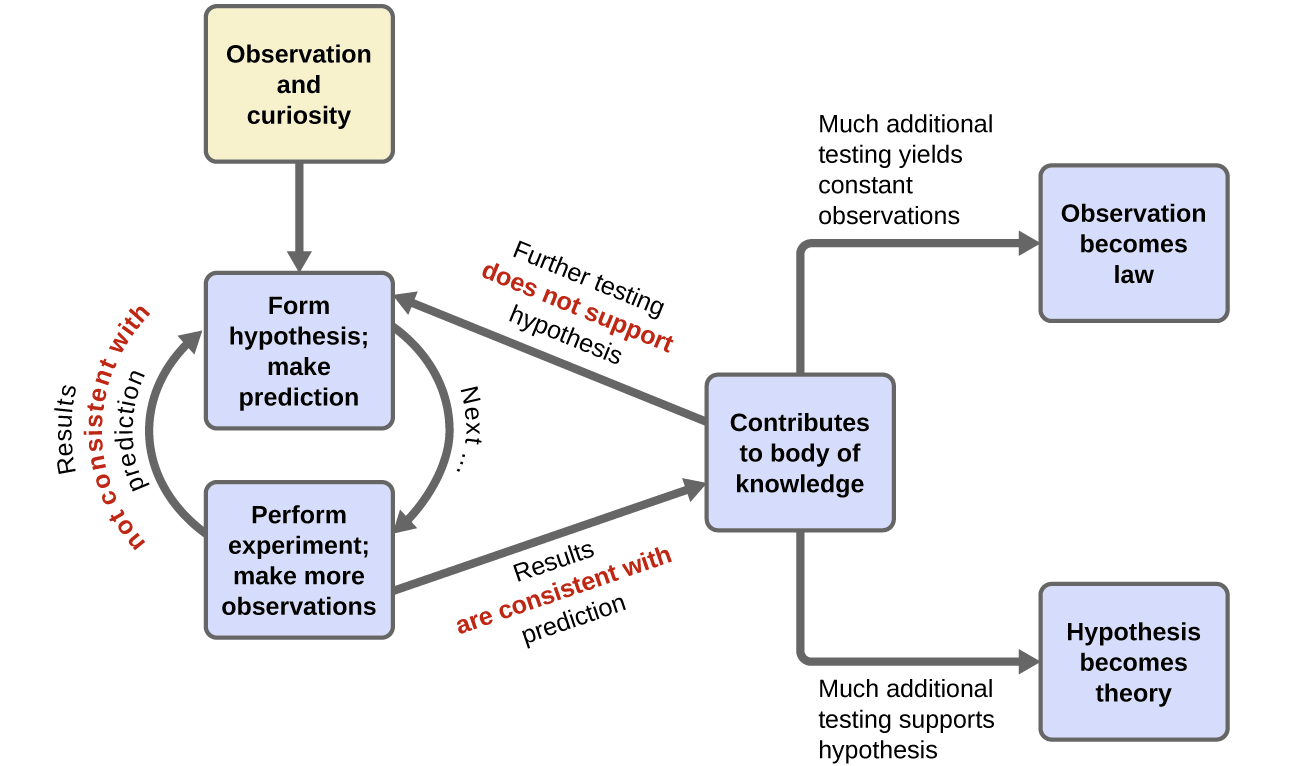 Observation
and
curiosity
Form
hypothesis;
make
prediction
Results
not consistent with
prediction
Next ...
Perform
experiment;
make more
observations
Further testing
does not support
hypothesis
Results
are consistent with
prediction
Contributes
to body of
knowledge
Much additional
testing yields
constant
observations
Observation
becomes
law
Much additional
testing supports
hypothesis
Hypothesis
becomes
theory